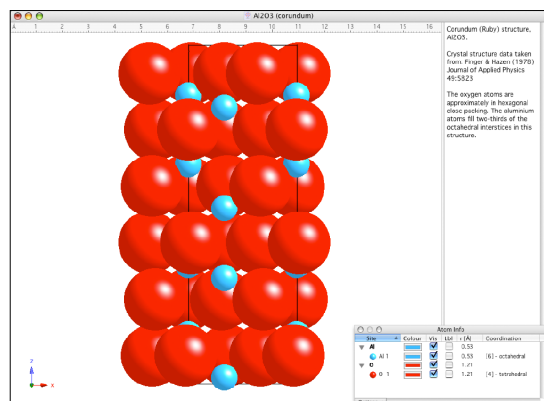 Al2O3 (corundum)
A 1 2 3 4 5 6 7 8 9 10 11 12 13 14 15 16
Corundum (Ruby) structure,
Al2O3.
Crystal structure data taken
from: Finger & Hazen (1978)
Journal of Applied Physics
49:5823
The oxygen atoms are
approximately in hexagonal
close packing. The aluminium
atoms fill two-thirds of the
octahedral interstices in this
structure.
z
x
Atom Info
Site Colour Vis Lbl r [Å] Coordination
Al 0.53
Al 1 0.53 [6] - octahedral
O 1.21
O 1 1.21 [4] - tetrahedral